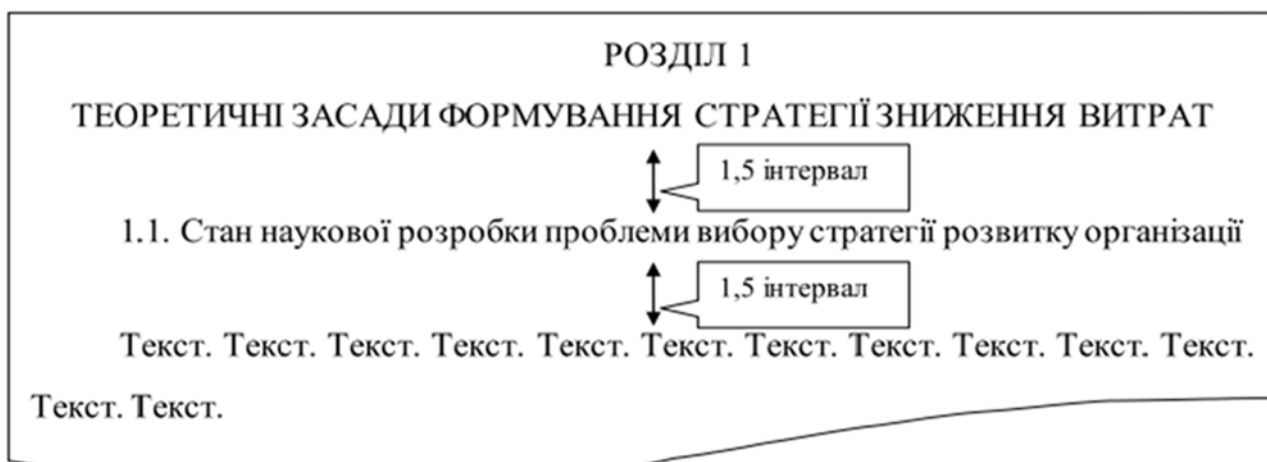 РОЗДІЛ 1
ТЕОРЕТИЧНІ ЗАСАДИ ФОРМУВАННЯ СТРАТЕГІЇ ЗНИЖЕННЯ ВИТРАТ
1,5 інтервал
1.1. Стан наукової розробки проблеми вибору стратегії розвитку організації
1,5 інтервал
Текст. Текст. Текст. Текст. Текст. Текст. Текст. Текст. Текст. Текст. Текст.
Текст. Текст.